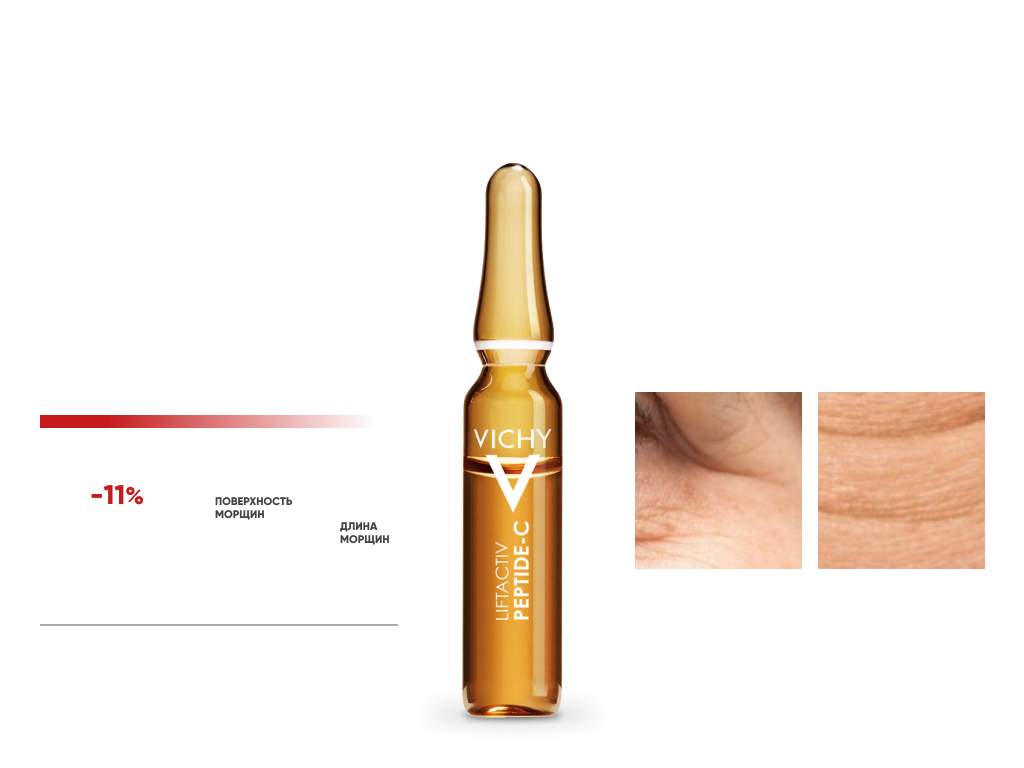 -11%
ПОВЕРХНОСТЬ
МОРЩИН
ДЛИНА
МОРЩИН
VICHY
LIFTACTIV
PEPTIDE-C